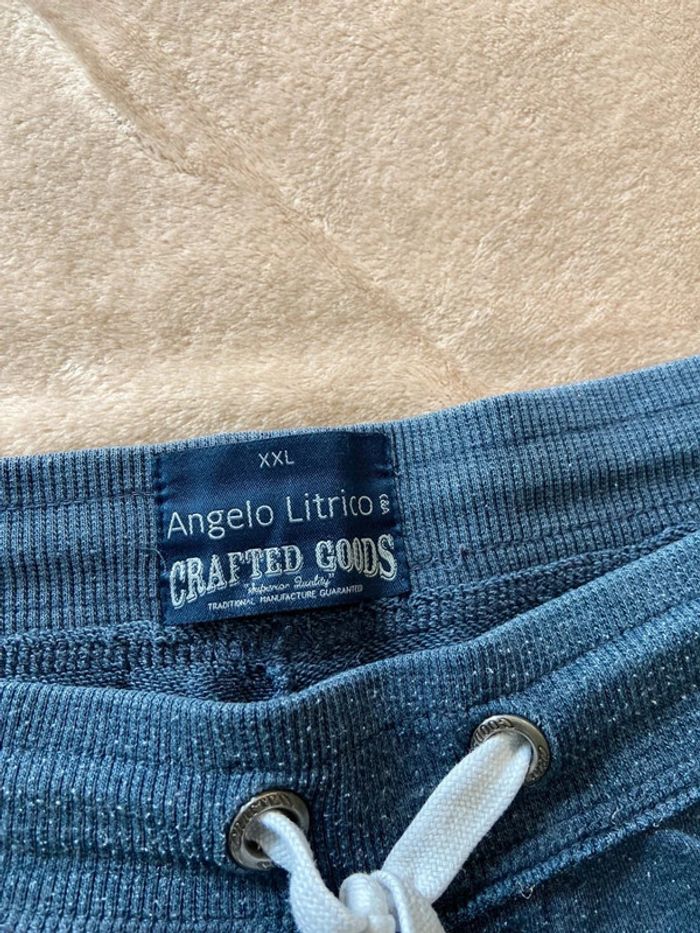 XXL
Angelo Litrico C&A
CRAFTED GOODS
"Superior Quality"
TRADITIONAL MANUFACTURE GUARANTEED